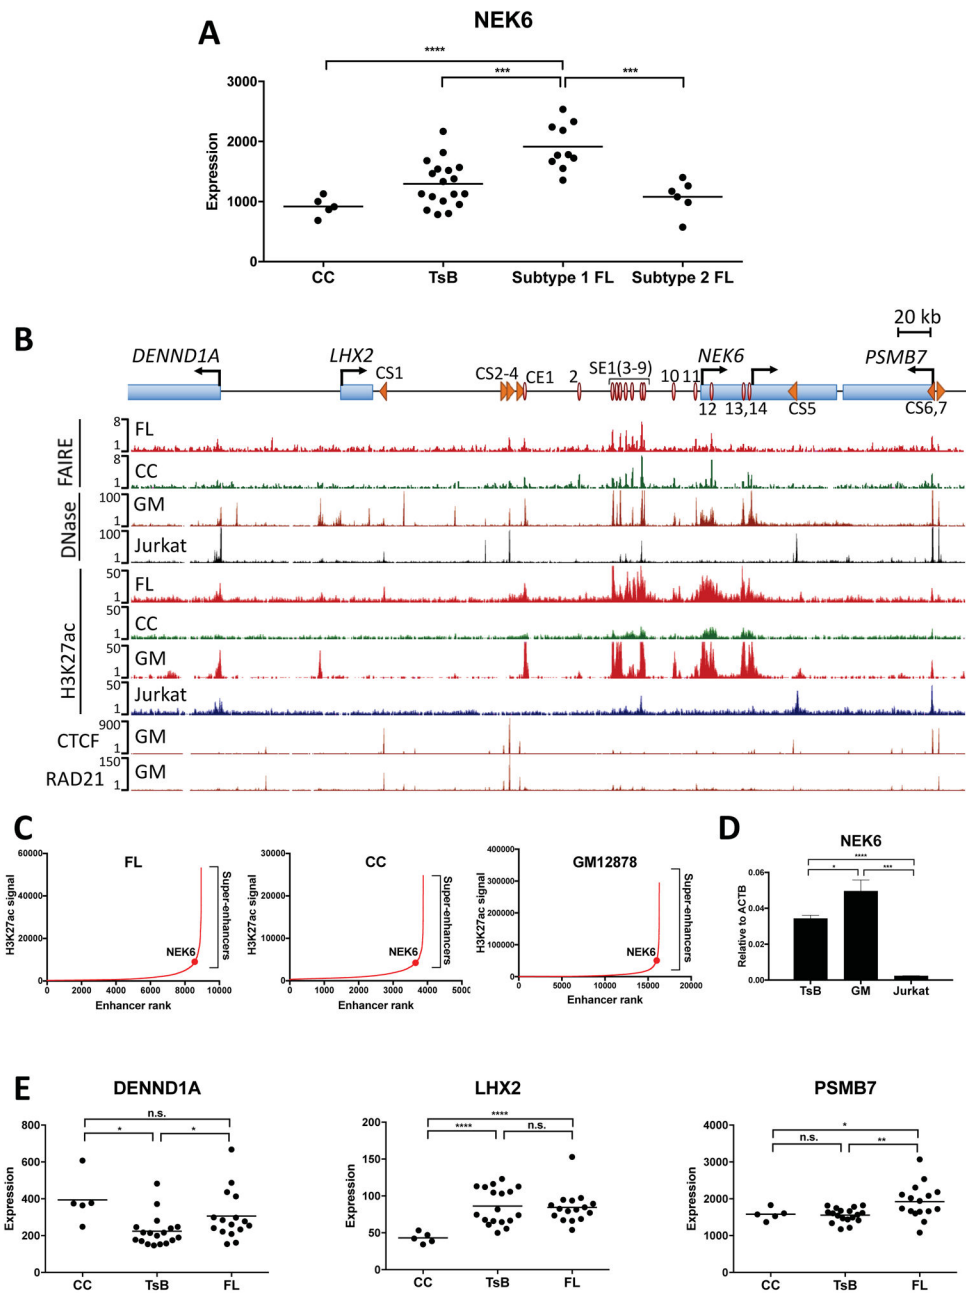 NEK6
A
****
***
***
3000
2000
1000
0
Expression
CC
TsB
Subtype 1 FL
Subtype 2 FL
B
20 kb
DENND1A
LHX2
NEK6
PSMB7
CS1
CS2-4
CE1
2
SE1(3-9)
10
11
12
13,14
CS5
CS6,7
FAIRE
8
1
FL
8
1
CC
DNase
100
1
GM
100
1
Jurkat
H3K27ac
50
1
FL
50
1
CC
50
1
GM
50
1
Jurkat
CTCF
900
1
GM
RAD21
150
1
GM
C
FL
60000
40000
20000
0
H3K27ac signal
NEK6
Super-enhancers
0 2000 4000 6000 8000 10000
Enhancer rank
CC
30000
20000
10000
0
H3K27ac signal
NEK6
Super-enhancers
0 1000 2000 3000 4000 5000
Enhancer rank
GM12878
400000
300000
200000
100000
0
H3K27ac signal
NEK6
Super-enhancers
0 5000 10000 15000 20000
Enhancer rank
D
NEK6
****
* ***
0.06
0.04
0.02
0.00
Relative to ACTB
TsB GM Jurkat
E
DENND1A
n.s.
* *
800
600
400
200
0
Expression
CC TsB FL
LHX2
****
**** n.s.
200
150
100
50
0
Expression
CC TsB FL
PSMB7
*
n.s. **
4000
3000
2000
1000
0
Expression
CC TsB FL